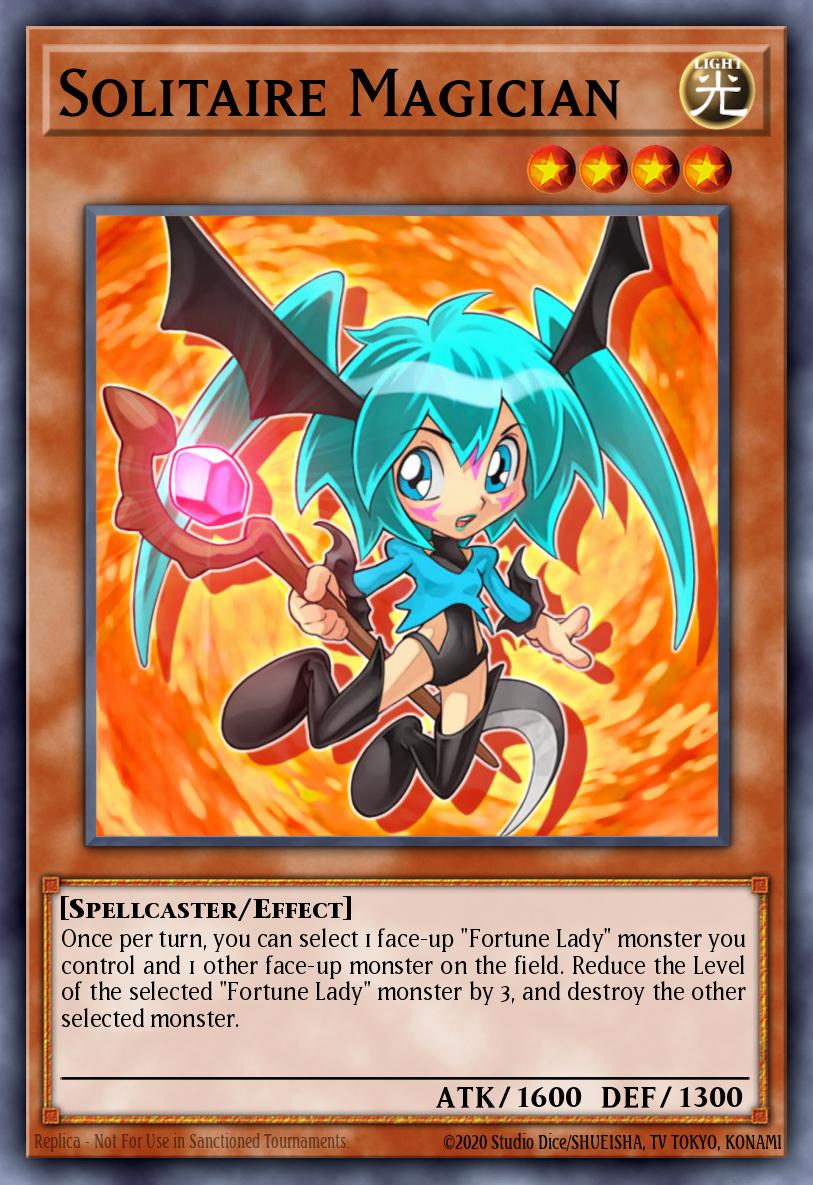 Solitaire Magician
LIGHT
光
[Spellcaster/Effect]
Once per turn, you can select 1 face-up "Fortune Lady" monster you
control and 1 other face-up monster on the field. Reduce the Level
of the selected "Fortune Lady" monster by 3, and destroy the other
selected monster.
ATK/1600 DEF/1300
Replica - Not For Use in Sanctioned Tournaments.
©2020 Studio Dice/SHUEISHA, TV TOKYO, KONAMI